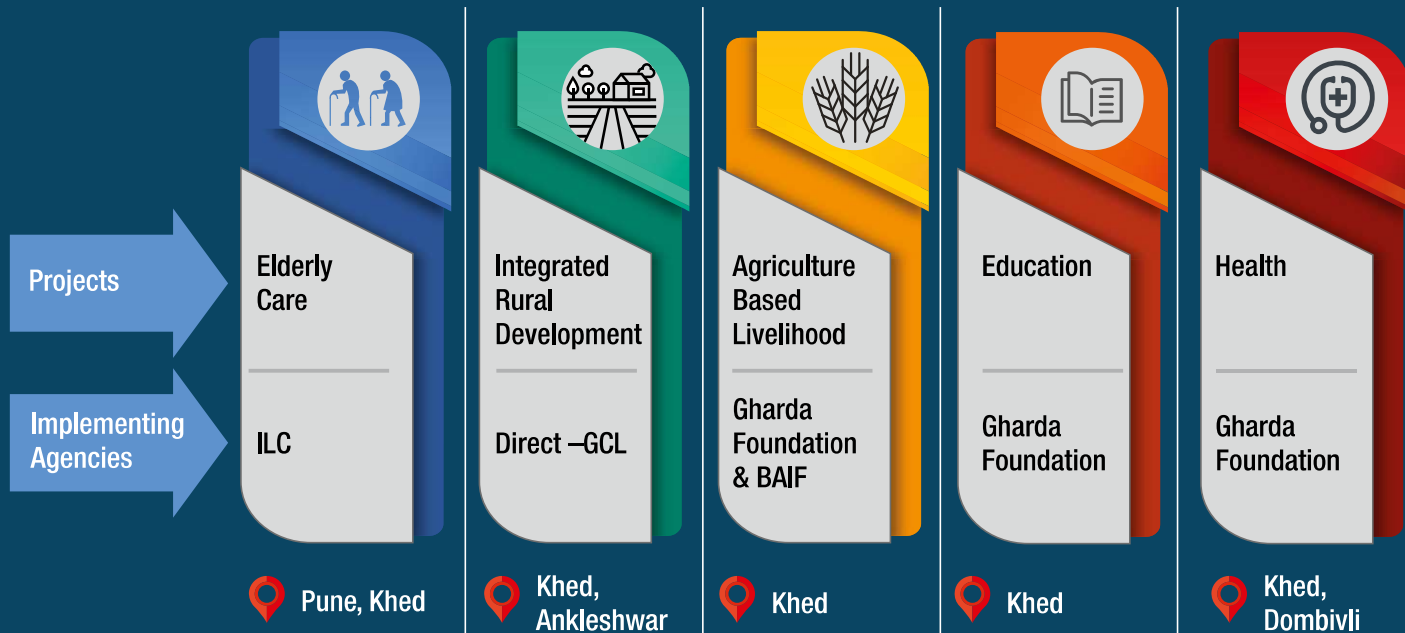 Projects
Elderly
Care
Integrated
Rural
Development
Agriculture
Based
Livelihood
Education
Health
Implementing
Agencies
ILC
Direct –GCL
Gharda
Foundation
& BAIF
Gharda
Foundation
Gharda
Foundation
Pune, Khed
Khed,
Ankleshwar
Khed
Khed
Khed,
Dombivli